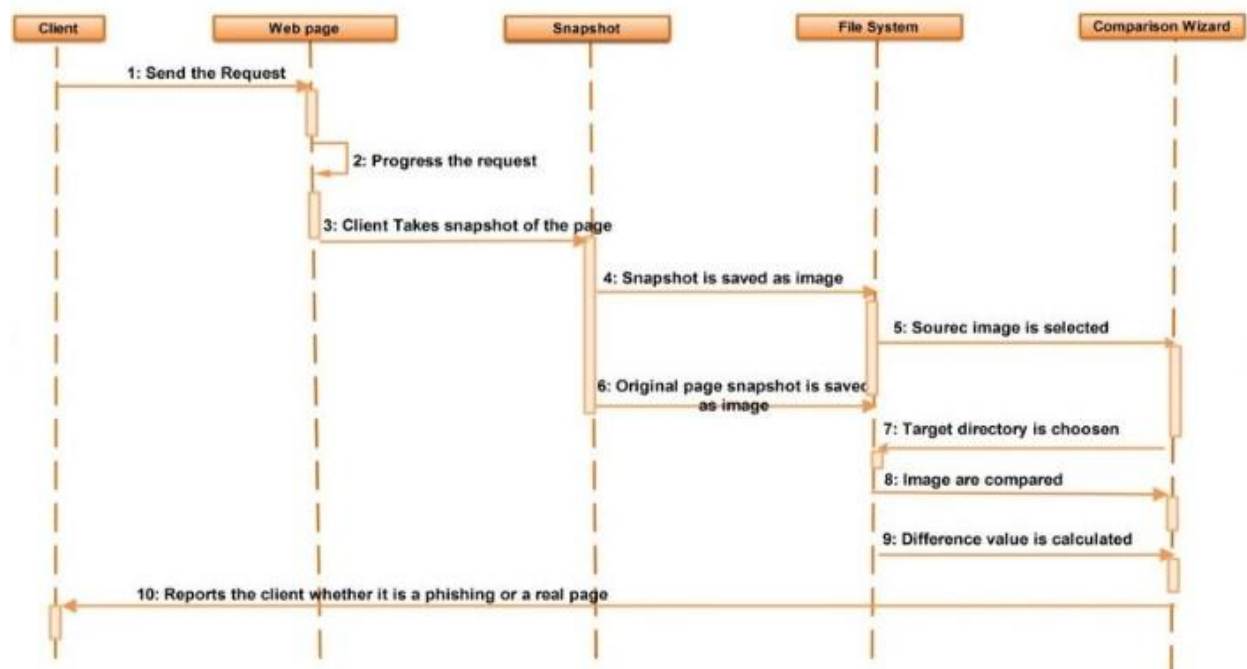 Client
Web page
Snapshot
File System
Comparison Wizard
1: Send the Request
2: Progress the request
3: Client Takes snapshot of the page
4: Snapshot is saved as image
5: Sourec image is selected
6: Original page snapshot is saved
as image
7: Target directory is choosen
8: Image are compared
9: Difference value is calculated
10: Reports the client whether it is a phishing or a real page